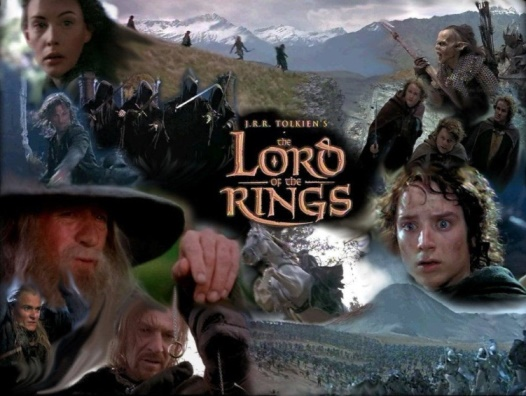 J.R.R. TOLKIEN'S
the
LORD
OF the
RINGS